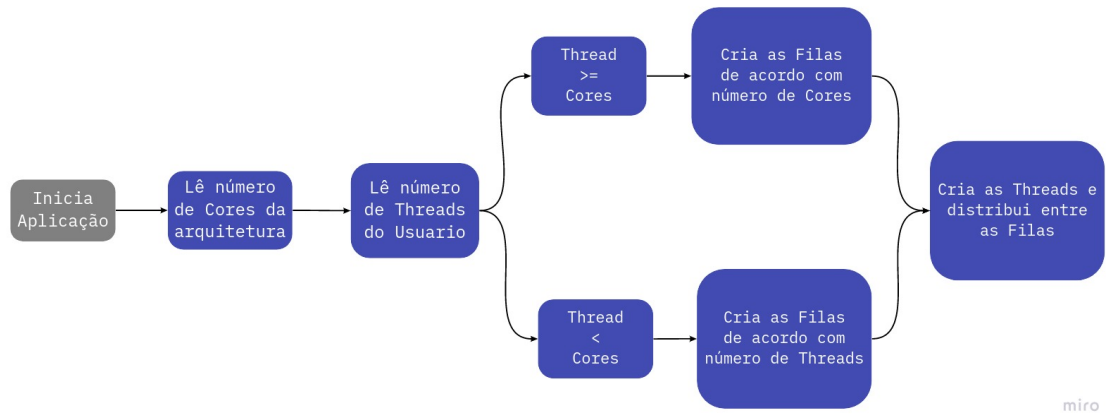 Inicia
Aplicação
Lê número
de Cores da
arquitetura
Lê número
de Threads
do Usuario
Thread
>=
Cores
Cria as Filas
de acordo com
número de Cores
Thread
<
Cores
Cria as Filas
de acordo com
número de Threads
Cria as Threads e
distribui entre
as Filas
miro